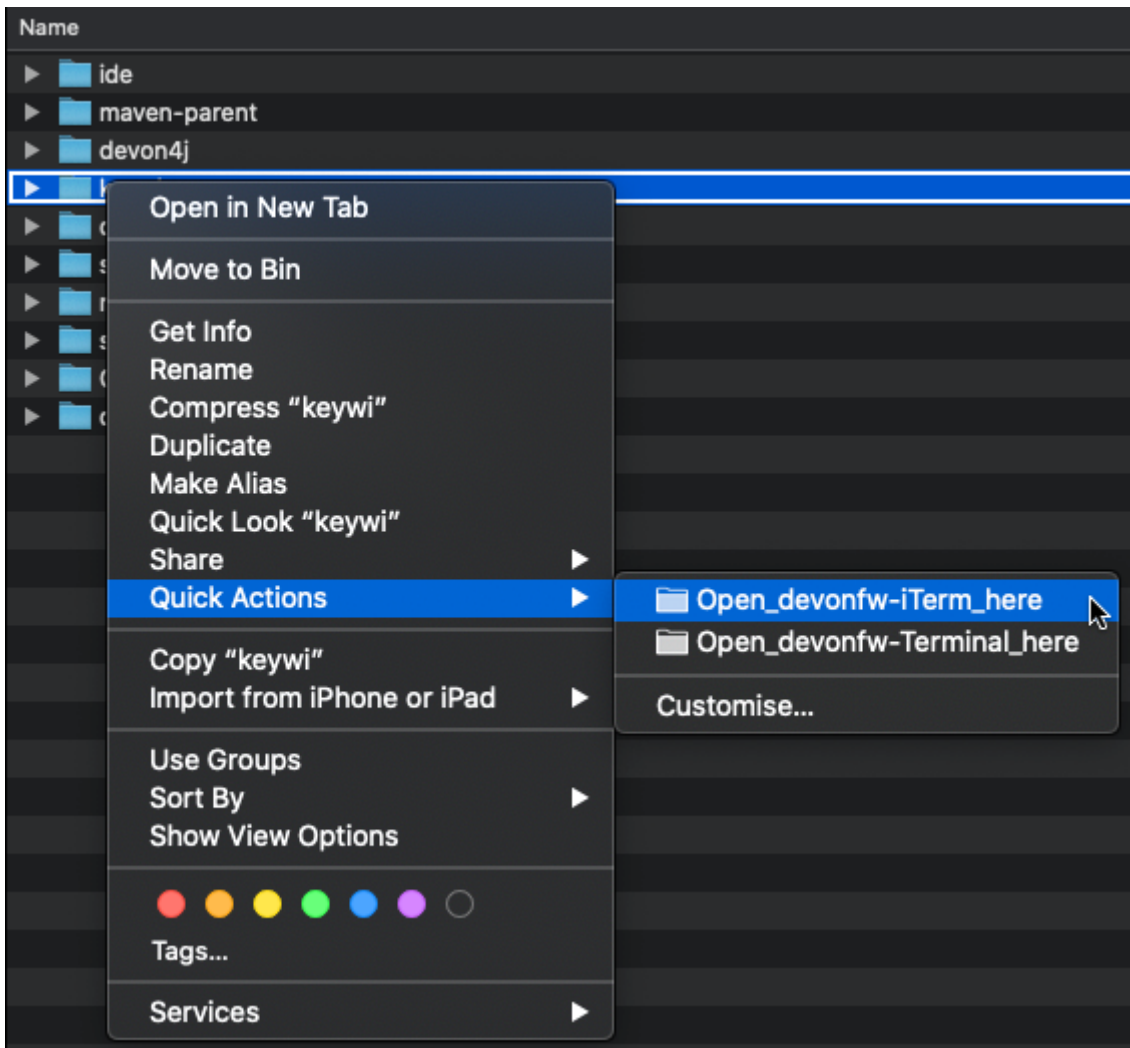 Name
ide
maven-parent
devon4j
Open in New Tab
Move to Bin
Get Info
Rename
Compress “keywi”
Duplicate
Make Alias
Quick Look “keywi”
Share
Quick Actions
Open_devonfw-iTerm_here
Open_devonfw-Terminal_here
Customise...
Copy “keywi”
Import from iPhone or iPad
Use Groups
Sort By
Show View Options
Tags...
Services